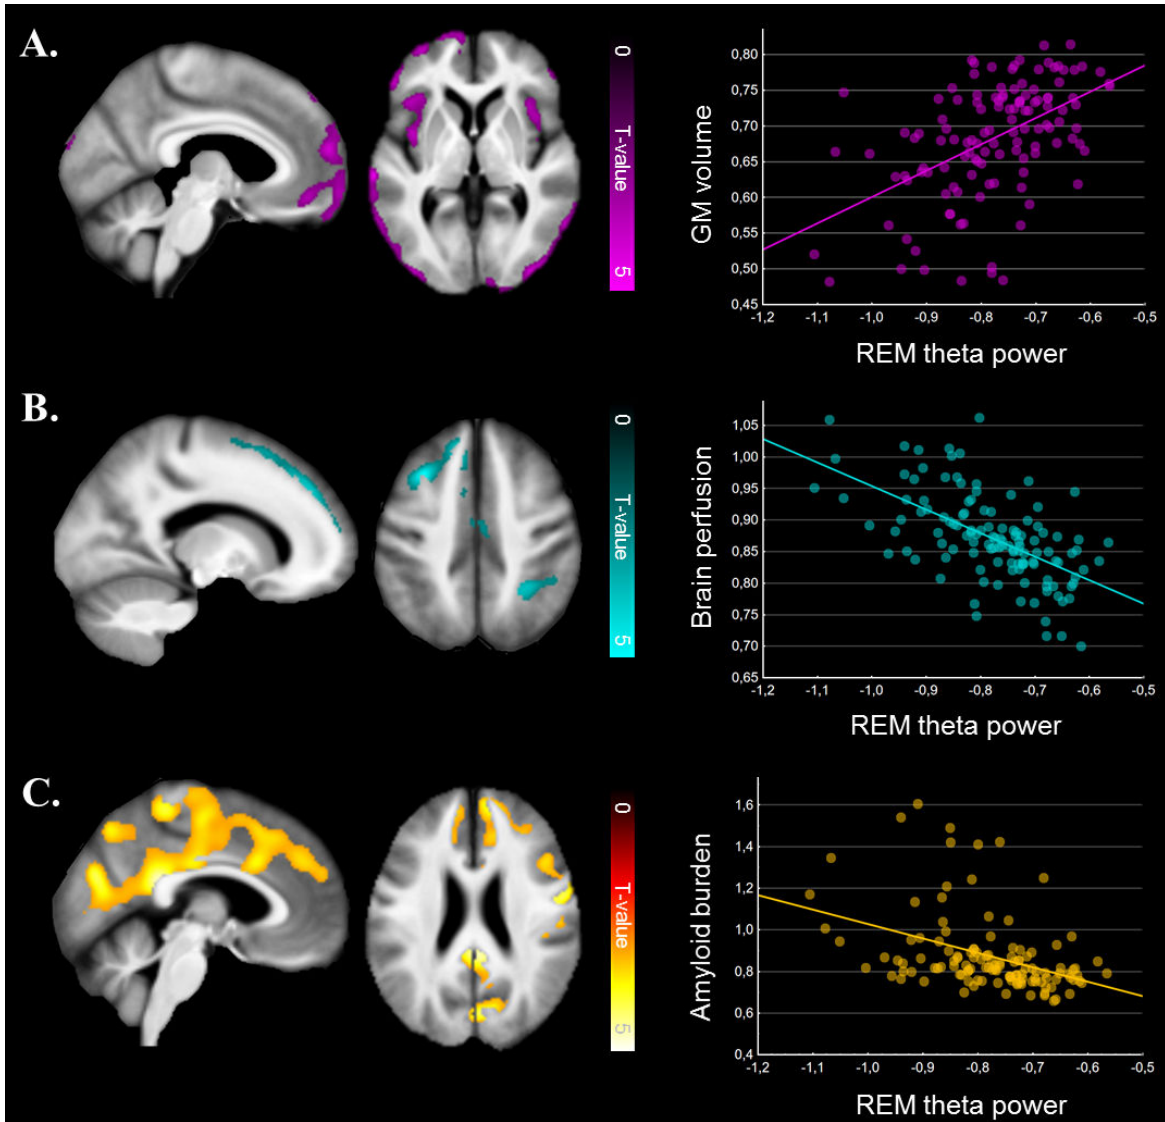 A.
0
T-value
5
GM volume
0,80
0,75
0,70
0,65
0,60
0,55
0,50
0,45
-1,2 -1,1 -1,0 -0,9 -0,8 -0,7 -0,6 -0,5
REM theta power
B.
0
T-value
5
Brain perfusion
1,05
1,00
0,95
0,90
0,85
0,80
0,75
0,70
0,65
-1,2 -1,1 -1,0 -0,9 -0,8 -0,7 -0,6 -0,5
REM theta power
C.
0
T-value
5
Amyloid burden
1,6
1,4
1,2
1,0
0,8
0,6
0,4
-1,2 -1,1 -1,0 -0,9 -0,8 -0,7 -0,6 -0,5
REM theta power